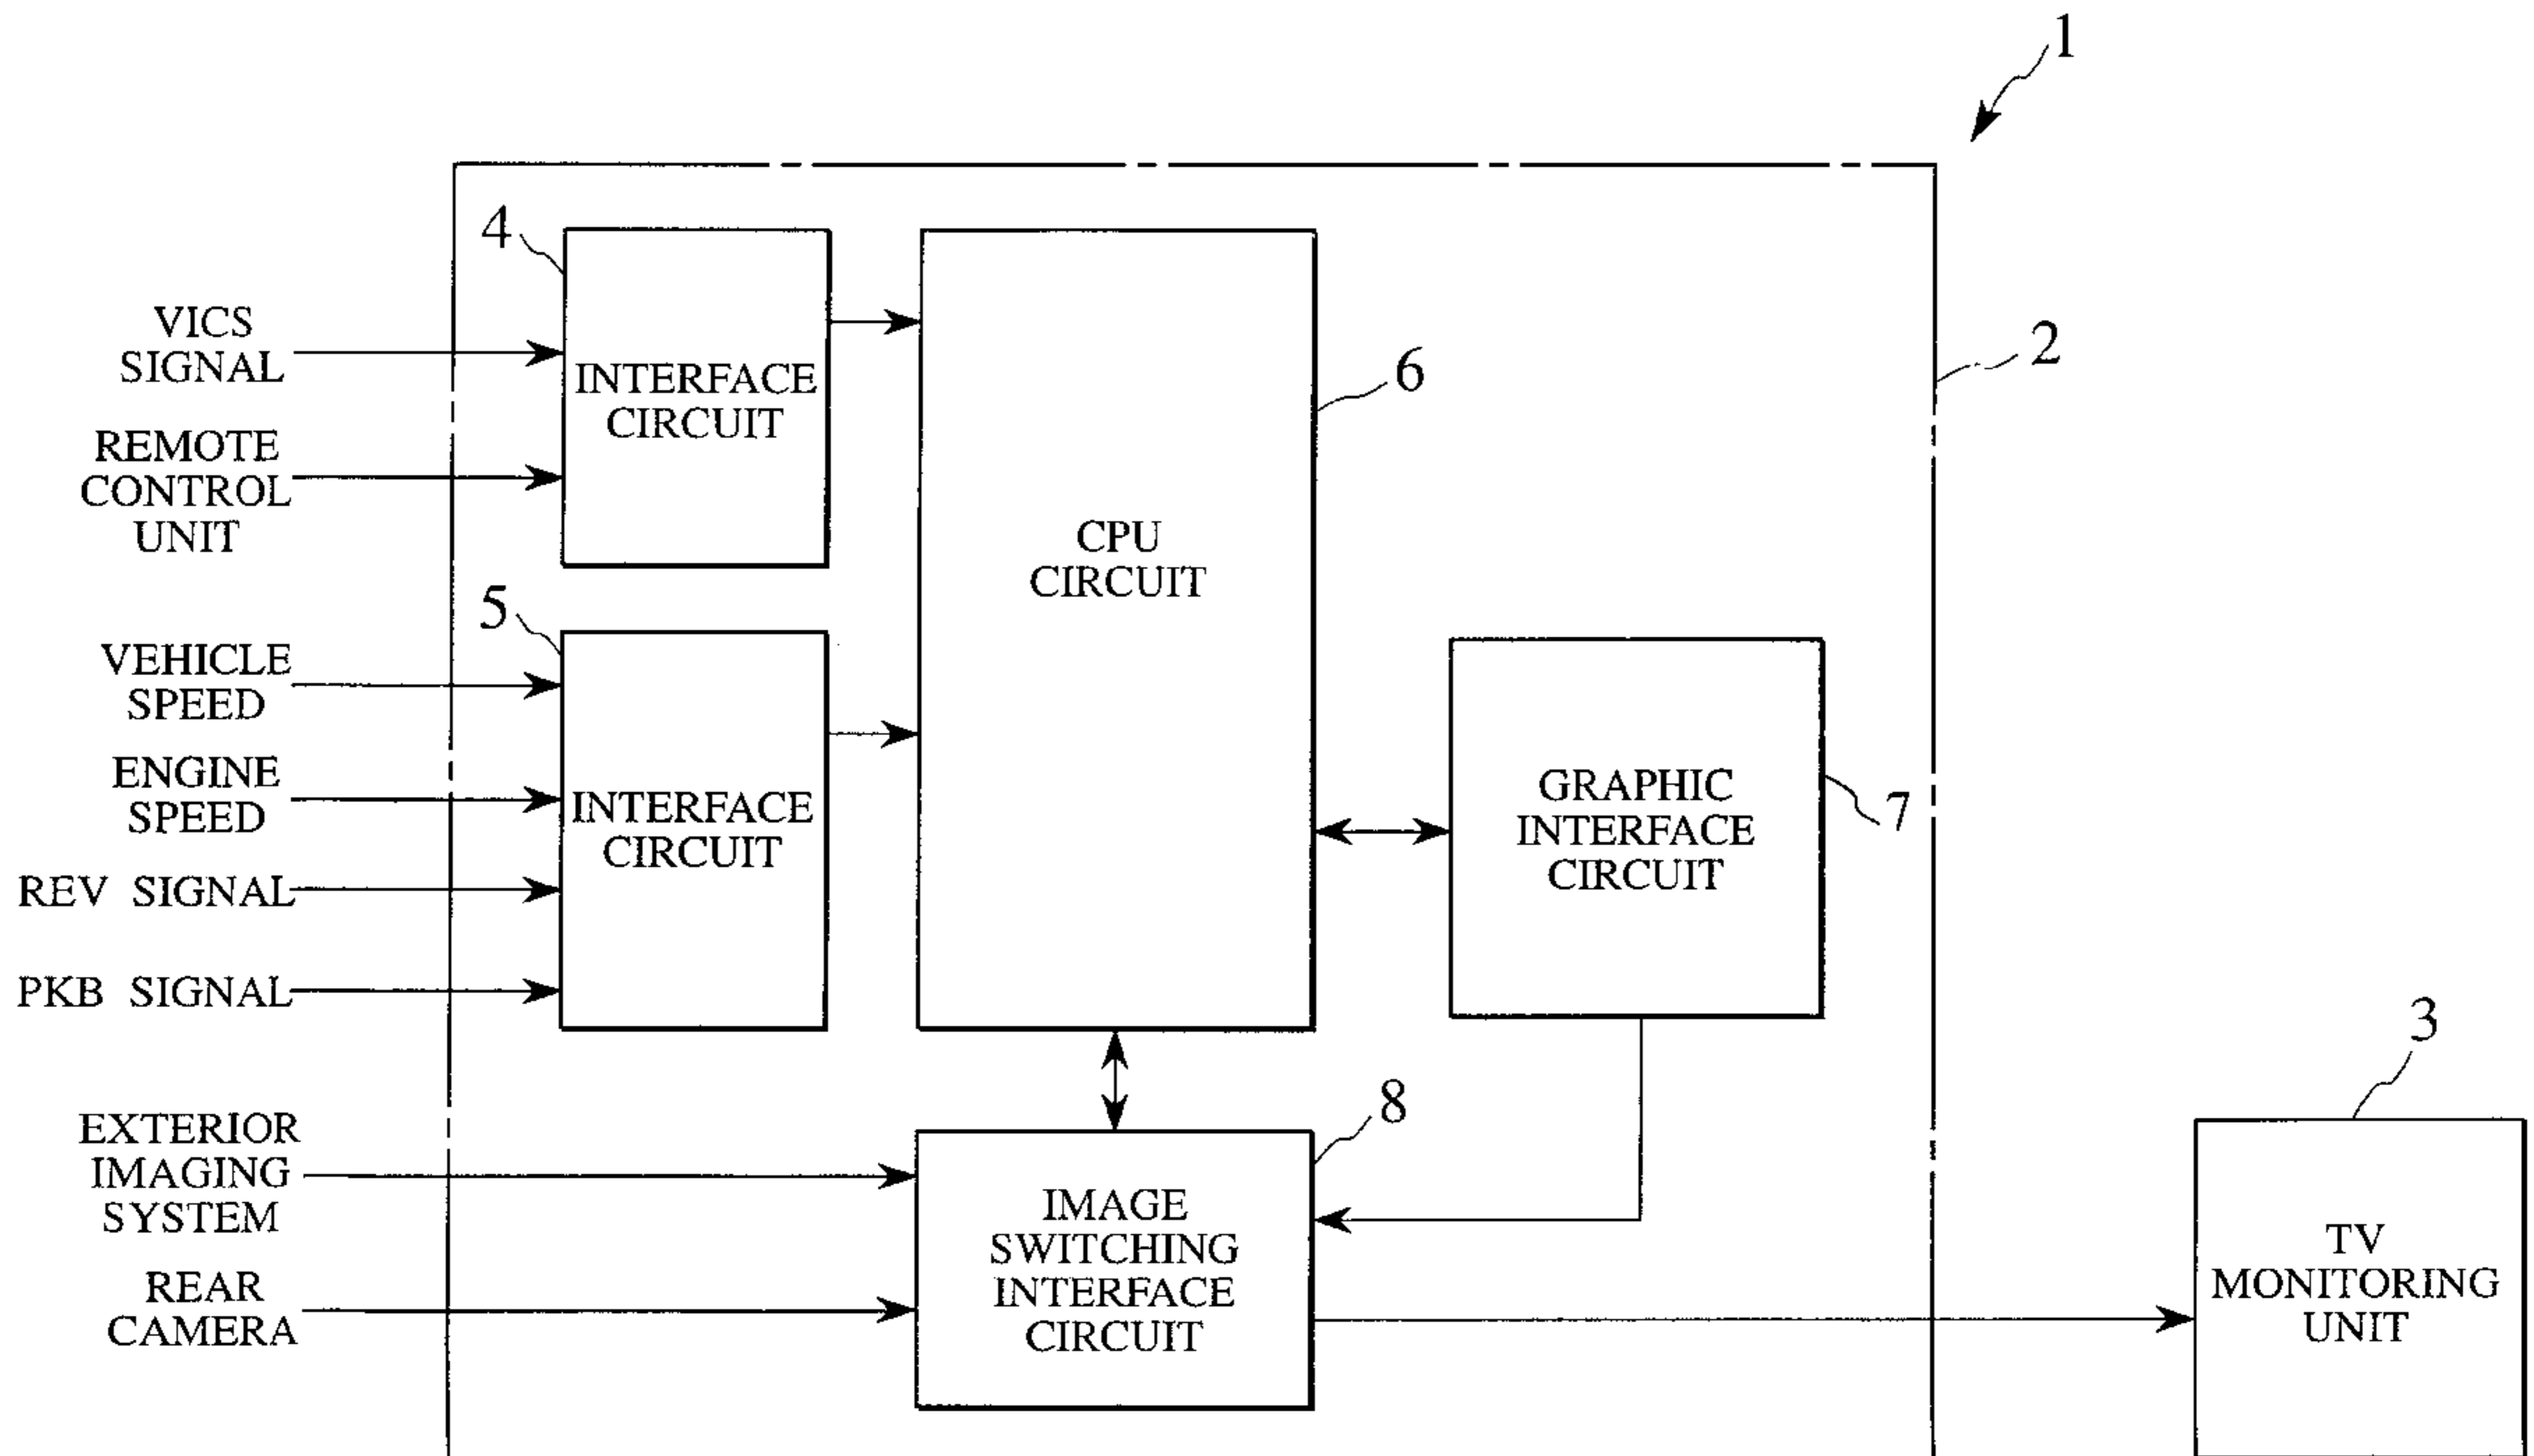 1
2
4
VICS
SIGNAL
REMOTE
CONTROL
UNIT
INTERFACE
CIRCUIT
6
CPU
CIRCUIT
5
VEHICLE
SPEED
ENGINE
SPEED
REV SIGNAL
PKB SIGNAL
INTERFACE
CIRCUIT
GRAPHIC
INTERFACE
CIRCUIT
7
EXTERIOR
IMAGING
SYSTEM
REAR
CAMERA
8
IMAGE
SWITCHING
INTERFACE
CIRCUIT
3
TV
MONITORING
UNIT